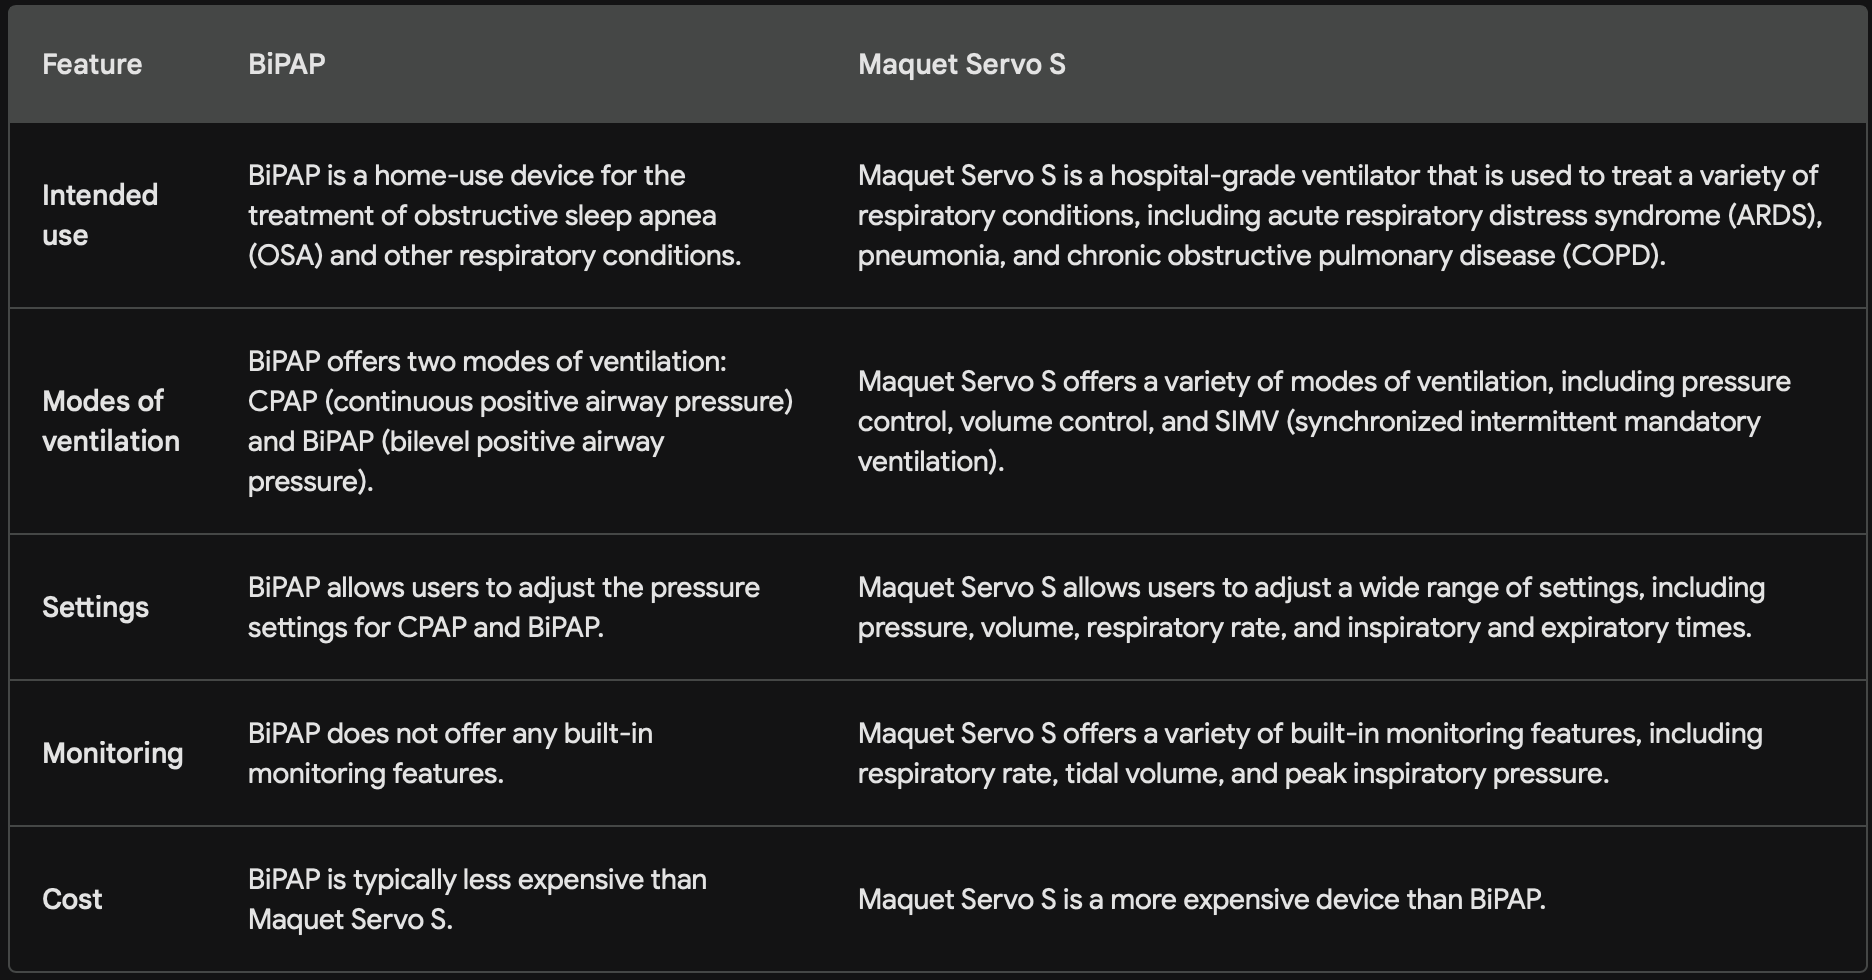 Feature
BiPAP
Maquet Servo S
Intended
use
BiPAP is a home-use device for the
treatment of obstructive sleep apnea
(OSA) and other respiratory conditions.
Maquet Servo S is a hospital-grade ventilator that is used to treat a variety of
respiratory conditions, including acute respiratory distress syndrome (ARDS),
pneumonia, and chronic obstructive pulmonary disease (COPD).
Modes of
ventilation
BiPAP offers two modes of ventilation:
CPAP (continuous positive airway pressure)
and BiPAP (bilevel positive airway
pressure).
Maquet Servo S offers a variety of modes of ventilation, including pressure
control, volume control, and SIMV (synchronized intermittent mandatory
ventilation).
Settings
BiPAP allows users to adjust the pressure
settings for CPAP and BiPAP.
Maquet Servo S allows users to adjust a wide range of settings, including
pressure, volume, respiratory rate, and inspiratory and expiratory times.
Monitoring
BiPAP does not offer any built-in
monitoring features.
Maquet Servo S offers a variety of built-in monitoring features, including
respiratory rate, tidal volume, and peak inspiratory pressure.
Cost
BiPAP is typically less expensive than
Maquet Servo S.
Maquet Servo S is a more expensive device than BiPAP.